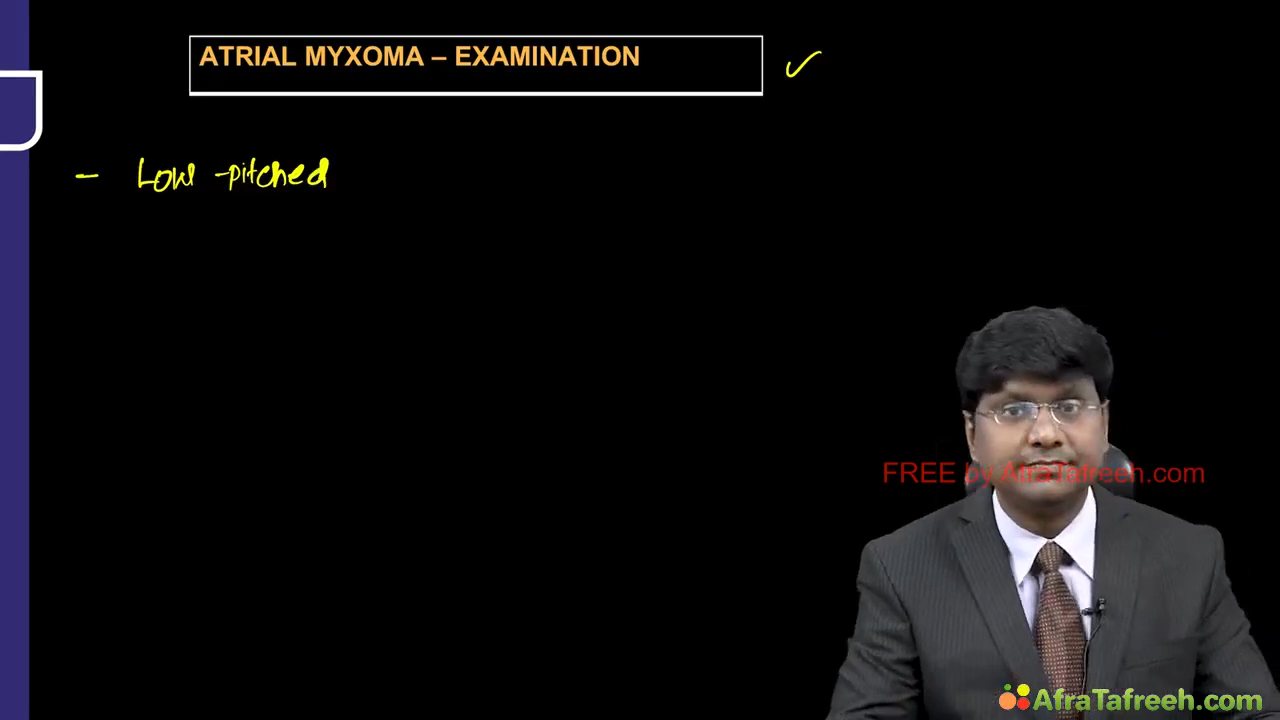 ATRIAL MYXOMA – EXAMINATION
- Low -pitched
FREE by AfraTafreeh.com
AfraTafreeh.com